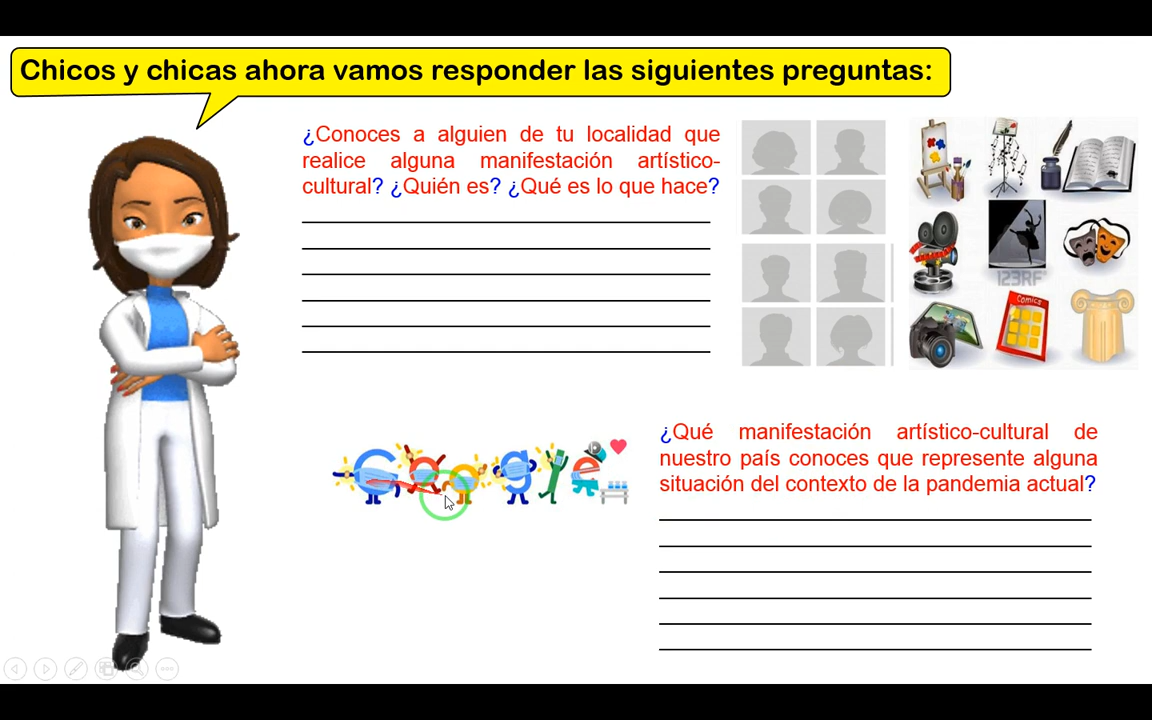 Chicos y chicas ahora vamos responder las siguientes preguntas:
¿Conoces a alguien de tu localidad que
realice alguna manifestación artístico-
cultural? ¿Quién es? ¿Qué es lo que hace?
123RF
Comics
Google
¿Qué manifestación artístico-cultural de
nuestro país conoces que represente alguna
situación del contexto de la pandemia actual?